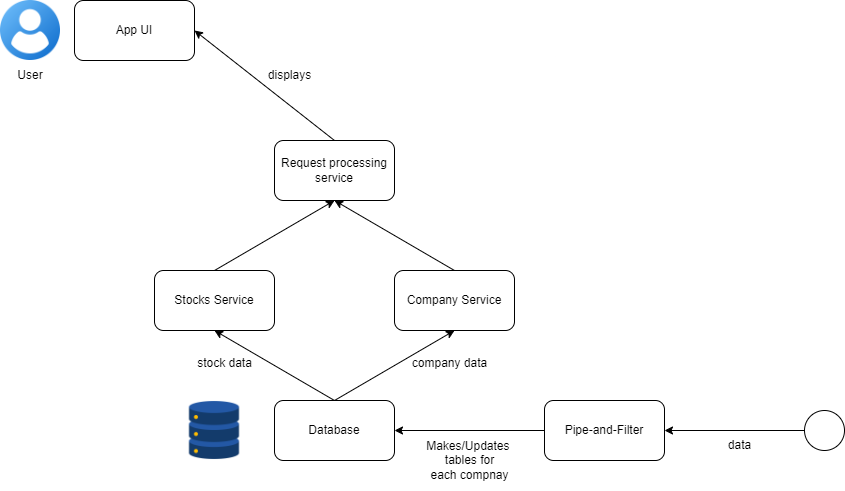 App UI
User
displays
Request processing
service
Stocks Service
Company Service
stock data
company data
Database
Pipe-and-Filter
Makes/Updates
tables for
each compnay
data